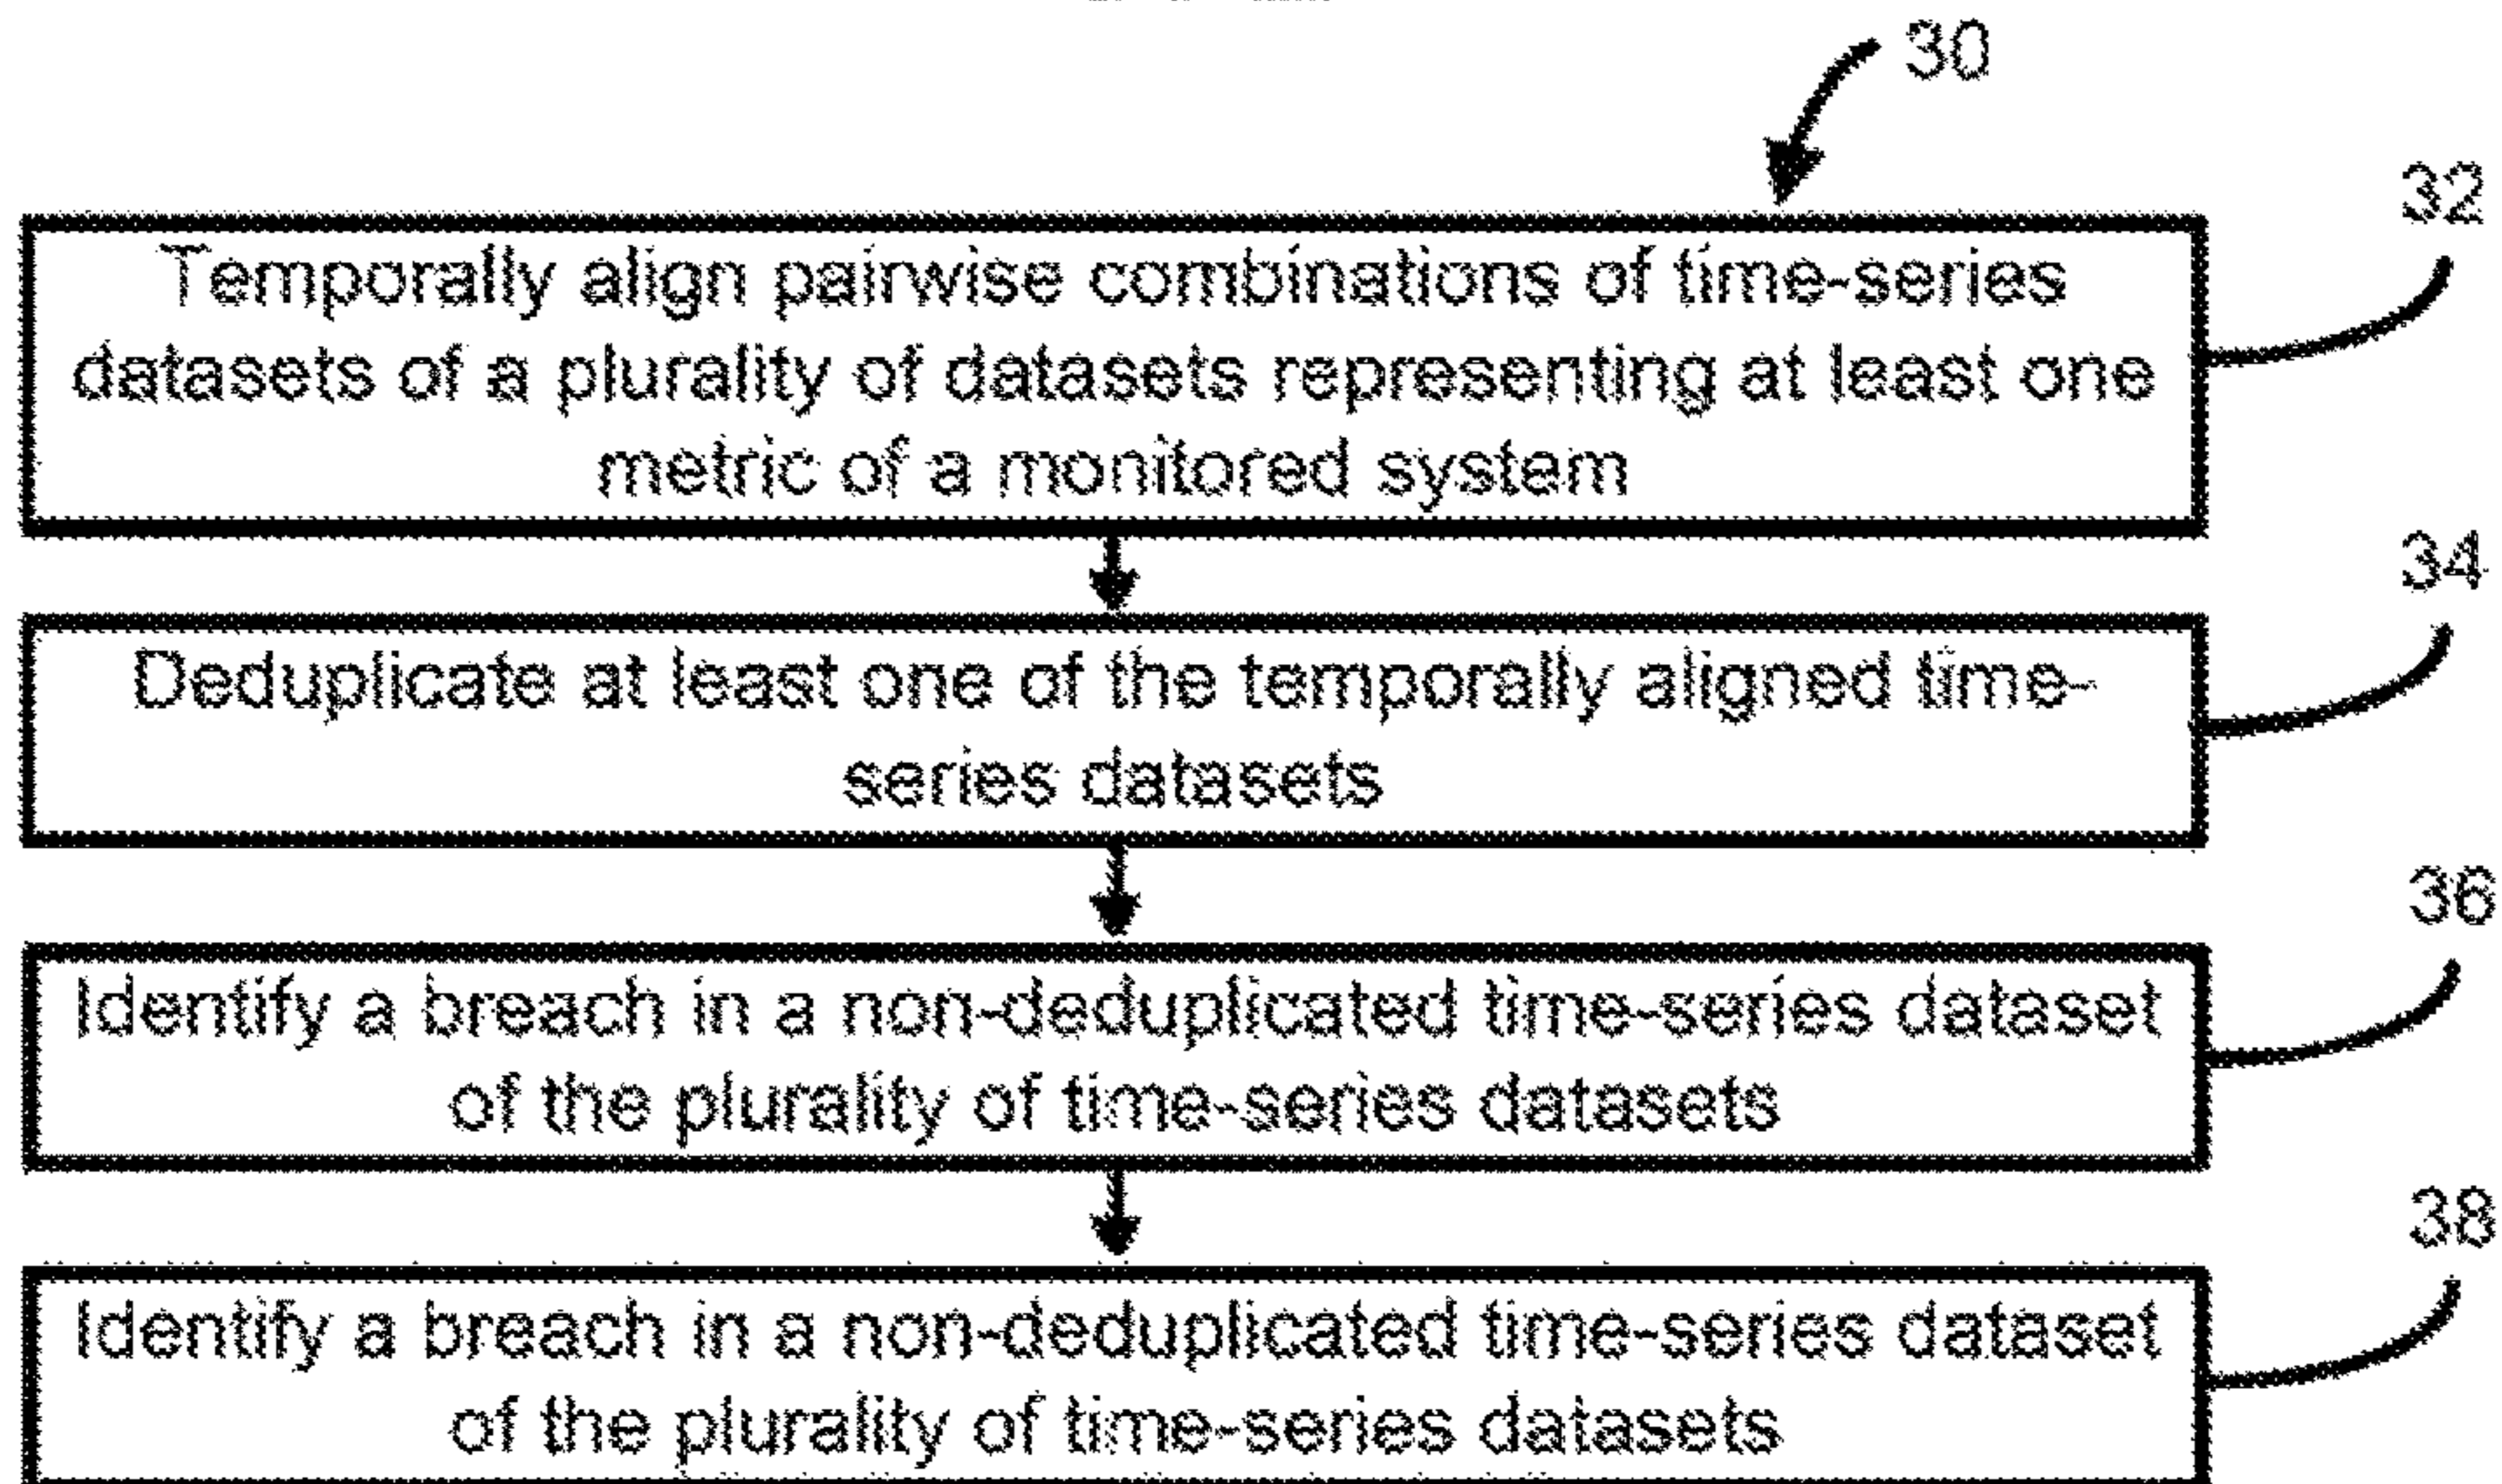 30
32
Temporally align pairwise combinations of time-series
datasets of a plurality of datasets representing at least one
metric of a monitored system
34
Deduplicate at least one of the temporally aligned time-
series datasets
36
Identify a breach in a non-deduplicated time-series dataset
of the plurality of time-series datasets
38
Identify a breach in a non-deduplicated time-series dataset
of the plurality of time-series datasets